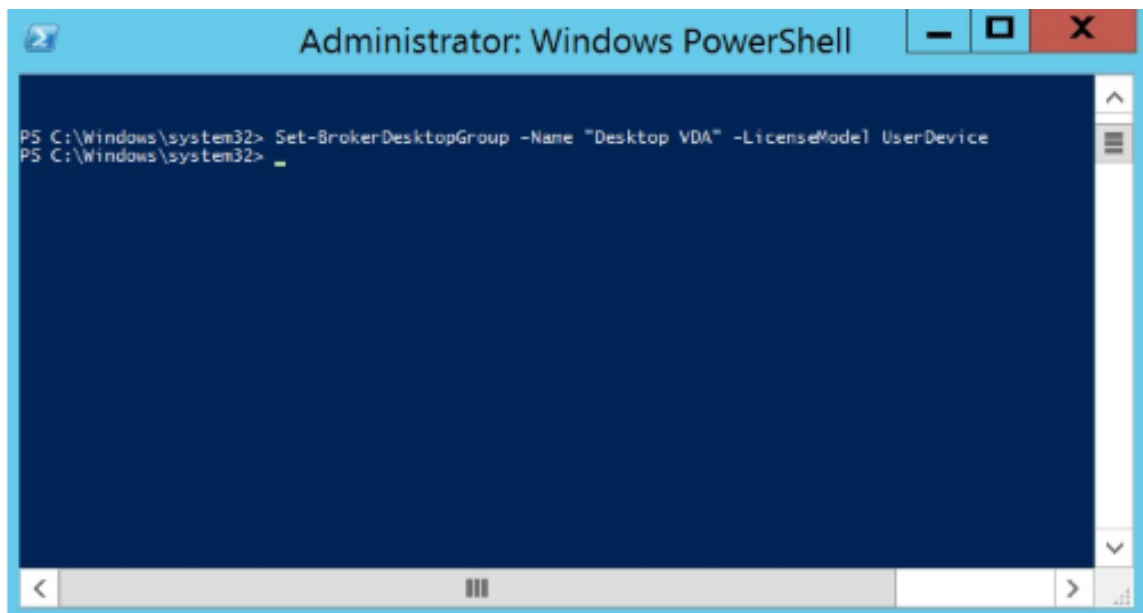 Administrator: Windows PowerShell
PS C:\Windows\system32> Set-BrokerDesktopGroup -Name "Desktop VDA" -LicenseModel UserDevice
PS C:\Windows\system32> _